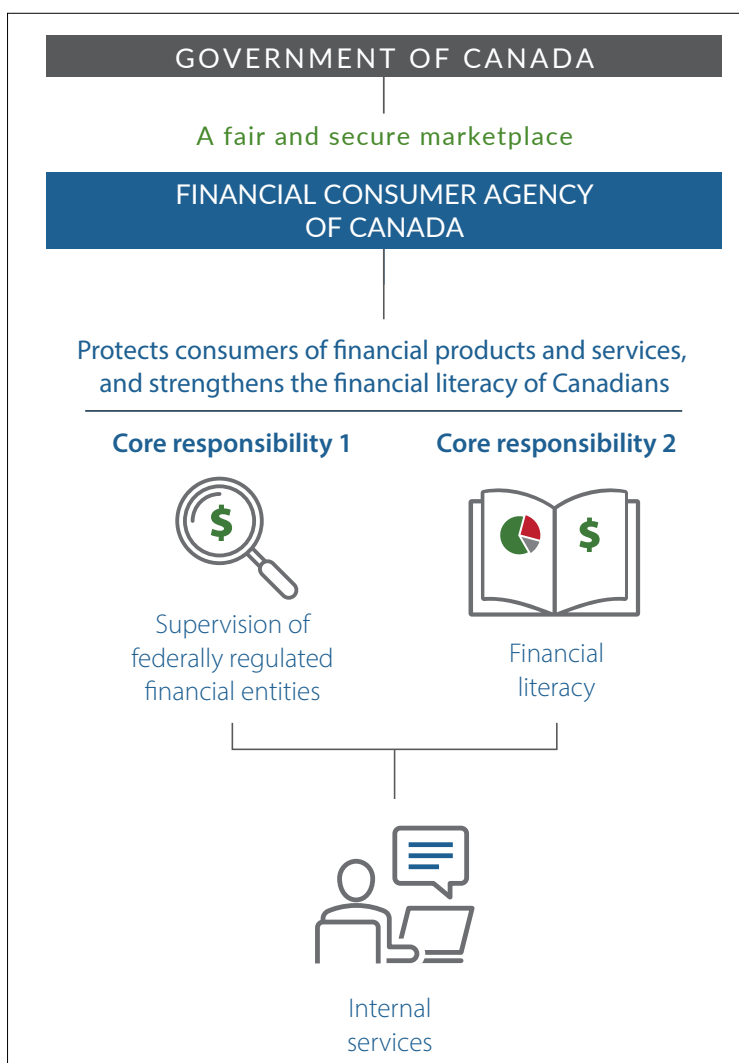 GOVERNMENT OF CANADA
A fair and secure marketplace
FINANCIAL CONSUMER AGENCY
OF CANADA
Protects consumers of financial products and services,
and strengthens the financial literacy of Canadians
Core responsibility 1
$
Supervision of
federally regulated
financial entities
Core responsibility 2
$
Financial
literacy
Internal
services